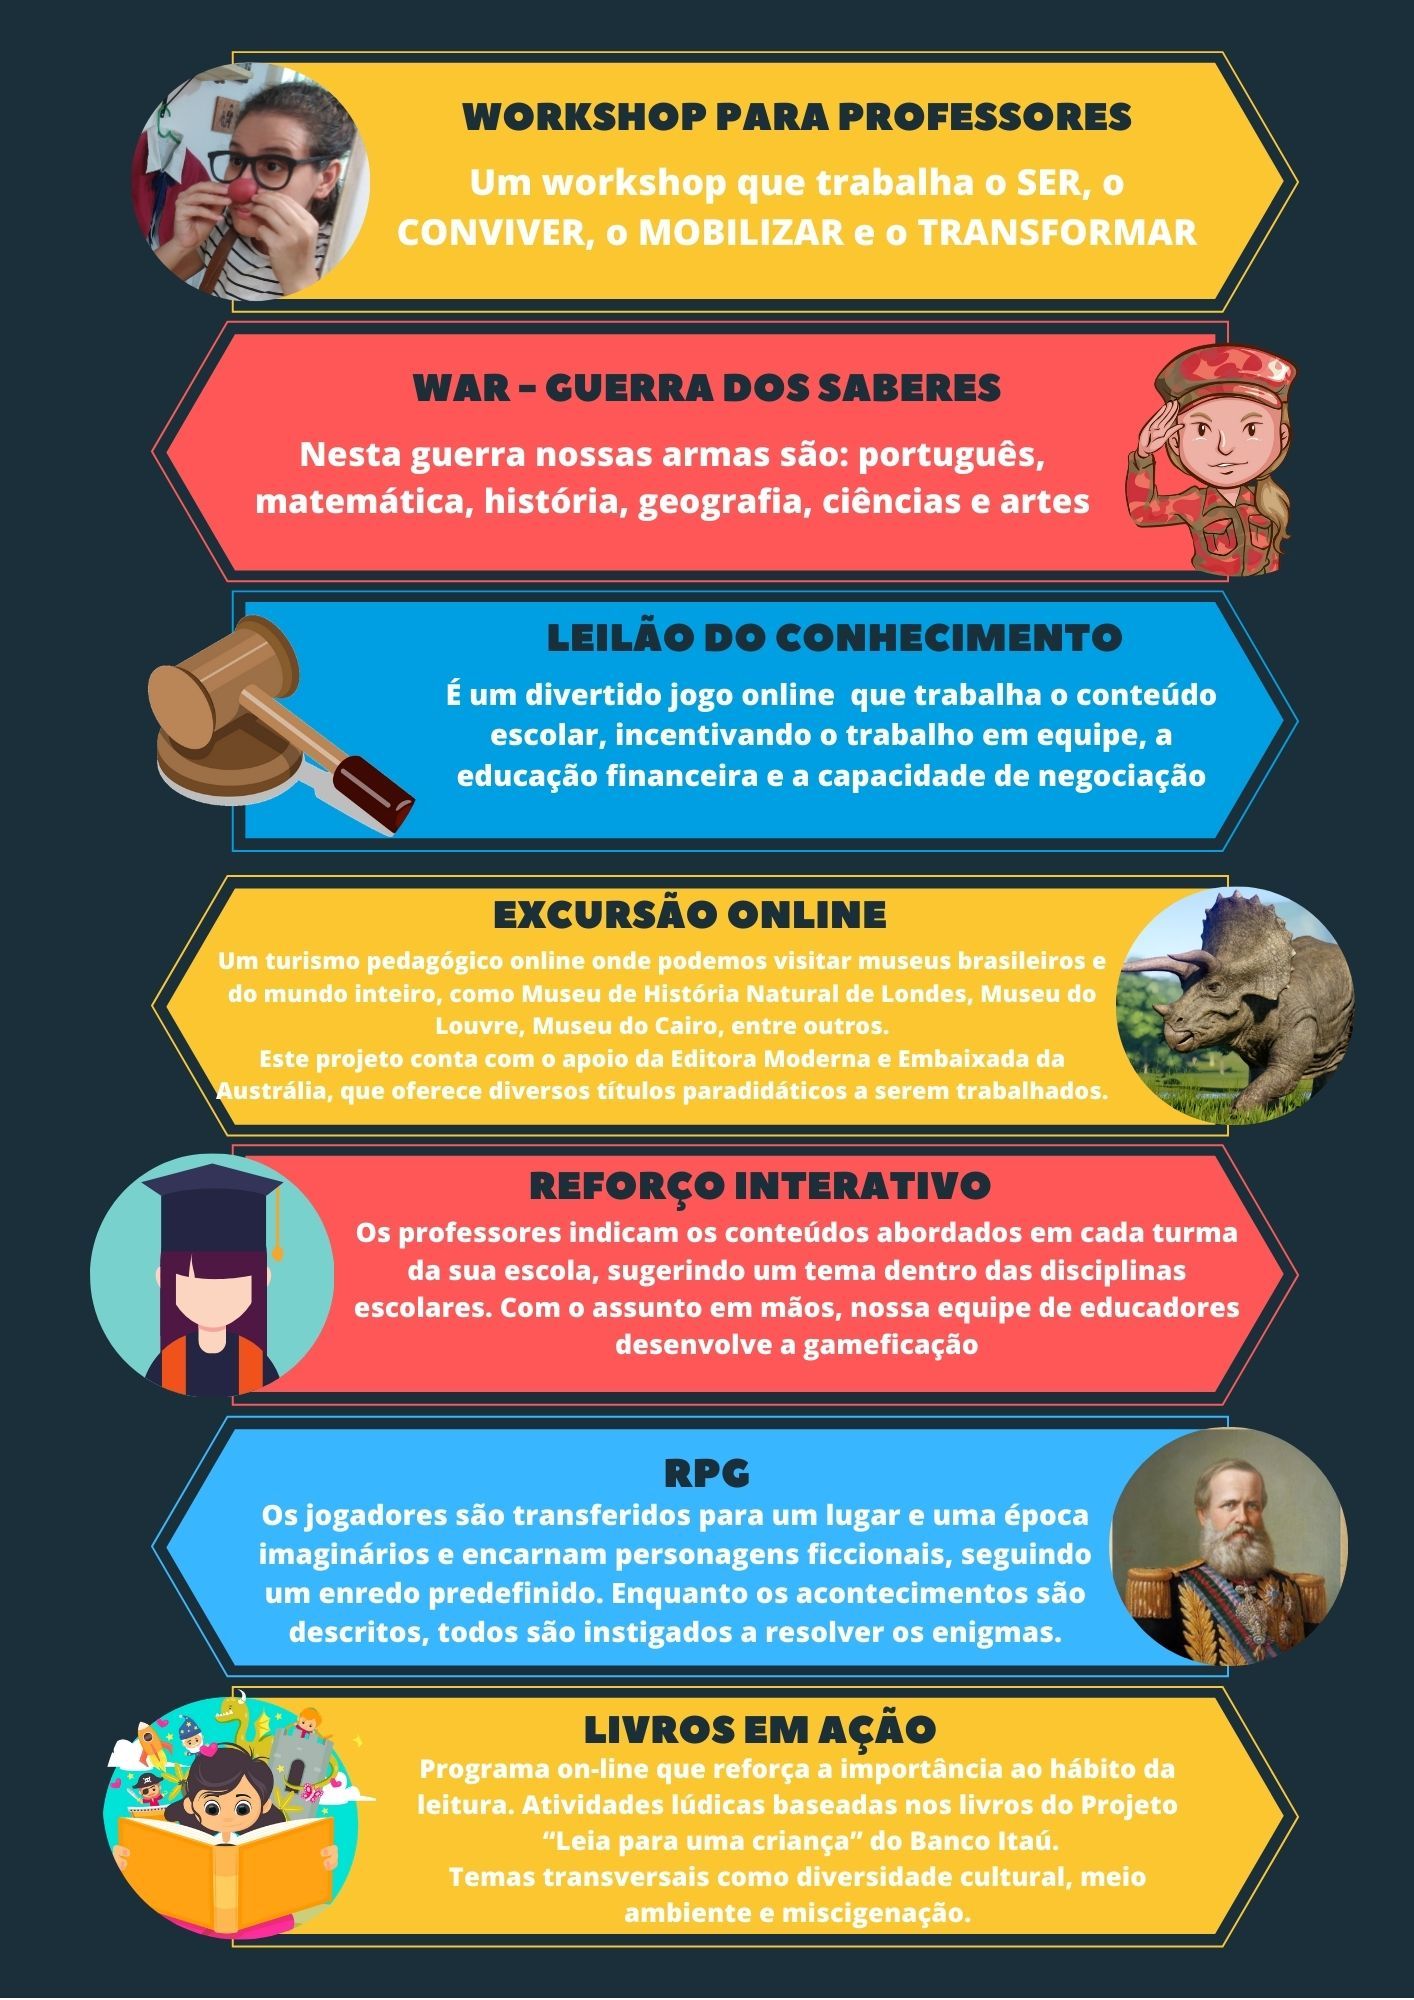 WORKSHOP PARA PROFESSORES
Um workshop que trabalha o SER, o
CONVIVER, o MOBILIZAR e o TRANSFORMAR
WAR - GUERRA DOS SABERES
Nesta guerra nossas armas são: português,
matemática, história, geografia, ciências e artes
LEILÃO DO CONHECIMENTO
É um divertido jogo online que trabalha o conteúdo
escolar, incentivando o trabalho em equipe, a
educação financeira e a capacidade de negociação
EXCURSÃO ONLINE
Um turismo pedagógico online onde podemos visitar museus brasileiros e
do mundo inteiro, como Museu de História Natural de Londes, Museu do
Louvre, Museu do Cairo, entre outros.
Este projeto conta com o apoio da Editora Moderna e Embaixada da
Austrália, que oferece diversos títulos paradidáticos a serem trabalhados.
REFORÇO INTERATIVO
Os professores indicam os conteúdos abordados em cada turma
da sua escola, sugerindo um tema dentro das disciplinas
escolares. Com o assunto em mãos, nossa equipe de educadores
desenvolve a gameficação
RPG
Os jogadores são transferidos para um lugar e uma época
imaginários e encarnam personagens ficcionais, seguindo
um enredo predefinido. Enquanto os acontecimentos são
descritos, todos são instigados a resolver os enigmas.
LIVROS EM AÇÃO
Programa on-line que reforça a importância ao hábito da
leitura. Atividades lúdicas baseadas nos livros do Projeto
“Leia para uma criança” do Banco Itaú.
Temas transversais como diversidade cultural, meio
ambiente e miscigenação.